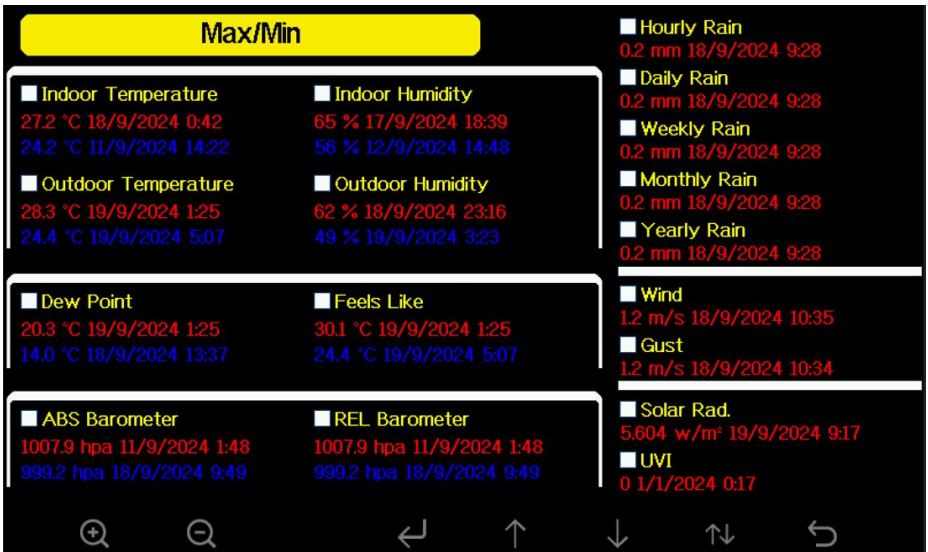 Max/Min
Indoor Temperature
27.2 °C 18/9/2024 0:42
24.2 °C 11/9/2024 14:22
Indoor Humidity
65 % 17/9/2024 18:39
56 % 12/9/2024 14:48
Outdoor Temperature
28.3 °C 19/9/2024 1:25
24.4 °C 19/9/2024 5:07
Outdoor Humidity
62 % 18/9/2024 23:16
49 % 19/9/2024 3:23
Dew Point
20.3 °C 19/9/2024 1:25
14.0 °C 18/9/2024 13:37
Feels Like
30.1 °C 19/9/2024 1:25
24.4 °C 19/9/2024 5:07
ABS Barometer
1007.9 hpa 11/9/2024 1:48
999.2 hpa 18/9/2024 9:49
REL Barometer
1007.9 hpa 11/9/2024 1:48
999.2 hpa 18/9/2024 9:49
Hourly Rain
0.2 mm 18/9/2024 9:28
Daily Rain
0.2 mm 18/9/2024 9:28
Weekly Rain
0.2 mm 18/9/2024 9:28
Monthly Rain
0.2 mm 18/9/2024 9:28
Yearly Rain
0.2 mm 18/9/2024 9:28
Wind
1.2 m/s 18/9/2024 10:35
Gust
1.2 m/s 18/9/2024 10:34
Solar Rad.
5.604 w/m² 19/9/2024 9:17
UVI
0 1/1/2024 0:17